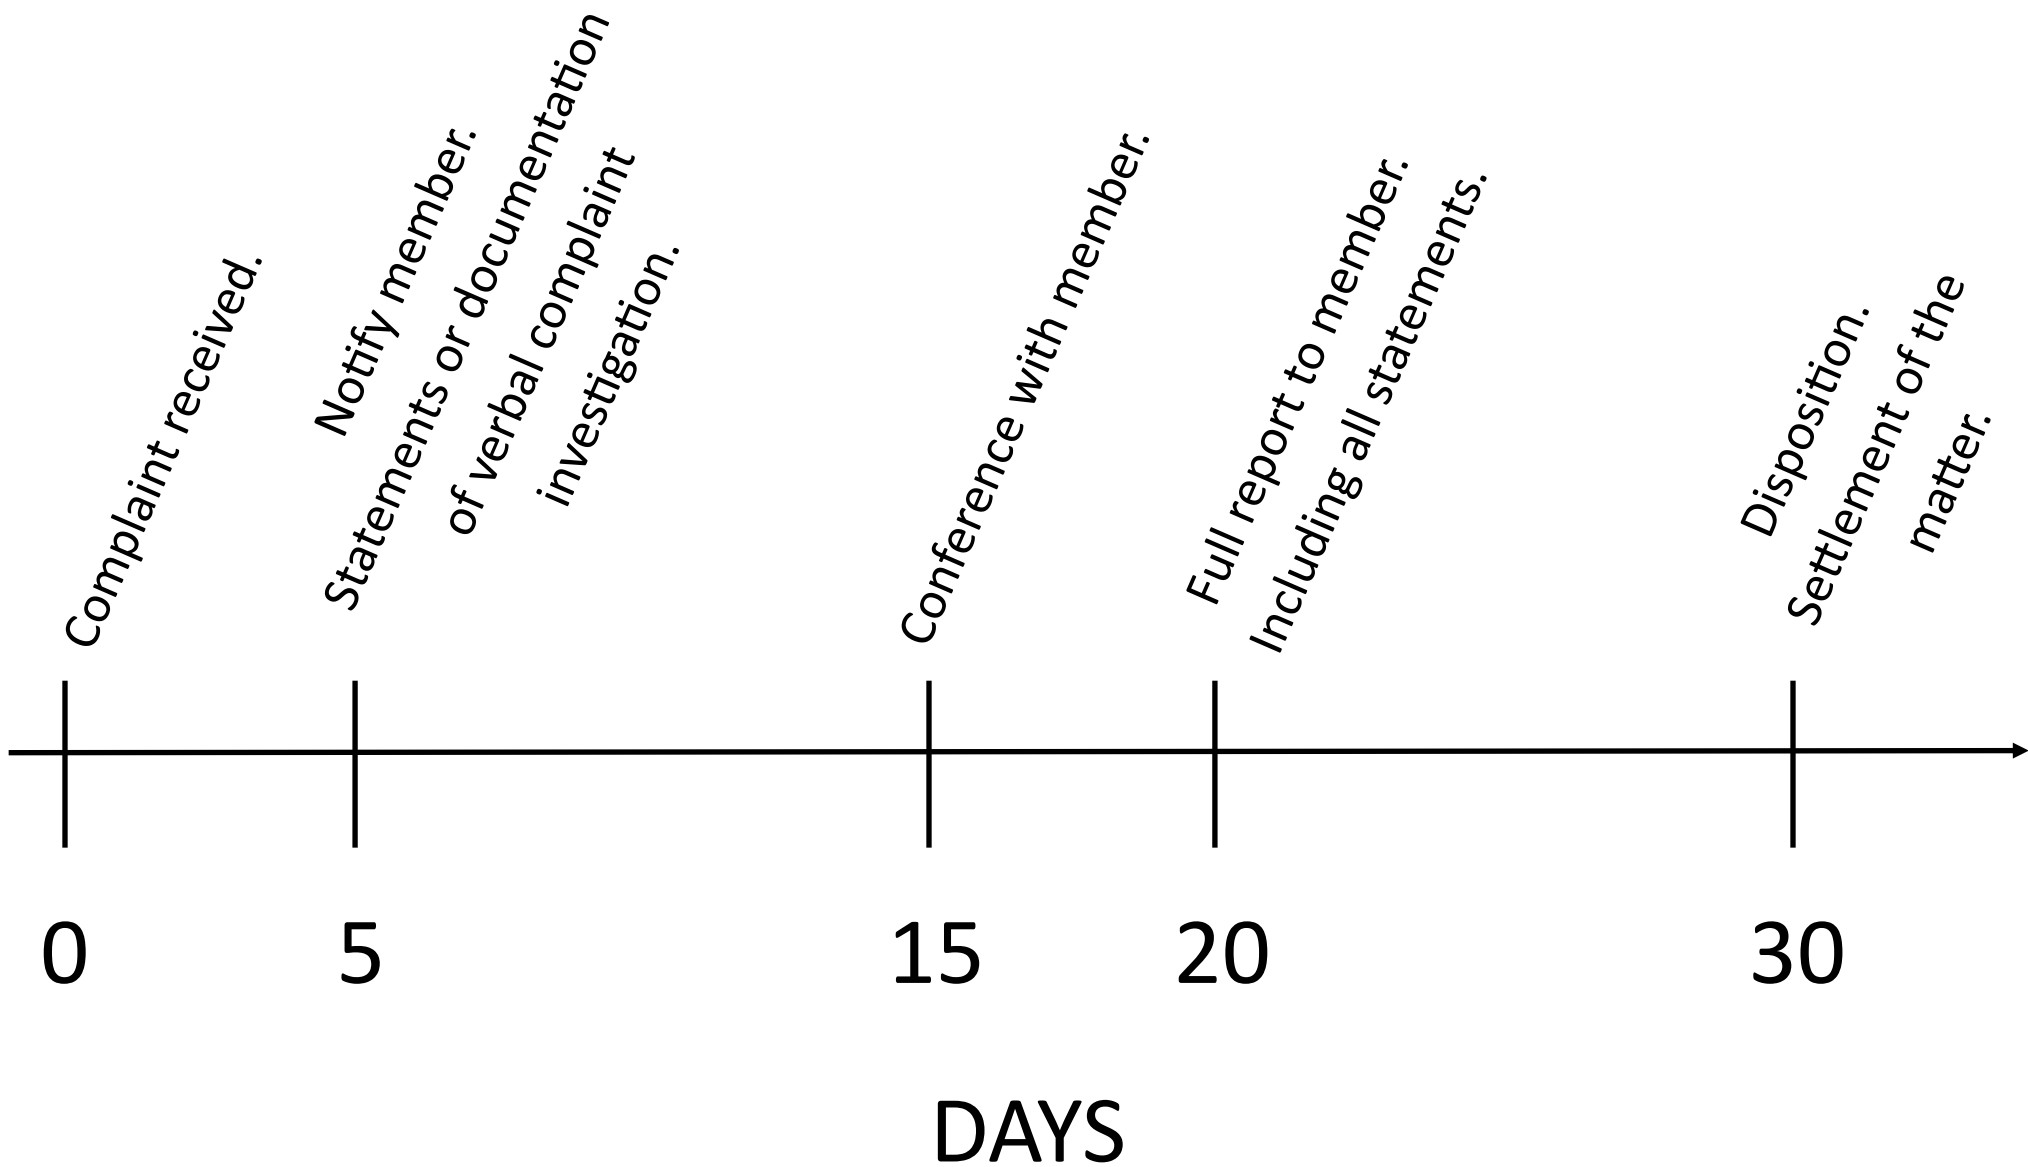 Complaint received.
Notify member.
Statements or documentation
of verbal complaint
investigation.
Conference with member.
Full report to member.
Including all statements.
Disposition.
Settlement of the
matter.
0
5
15
20
30
DAYS